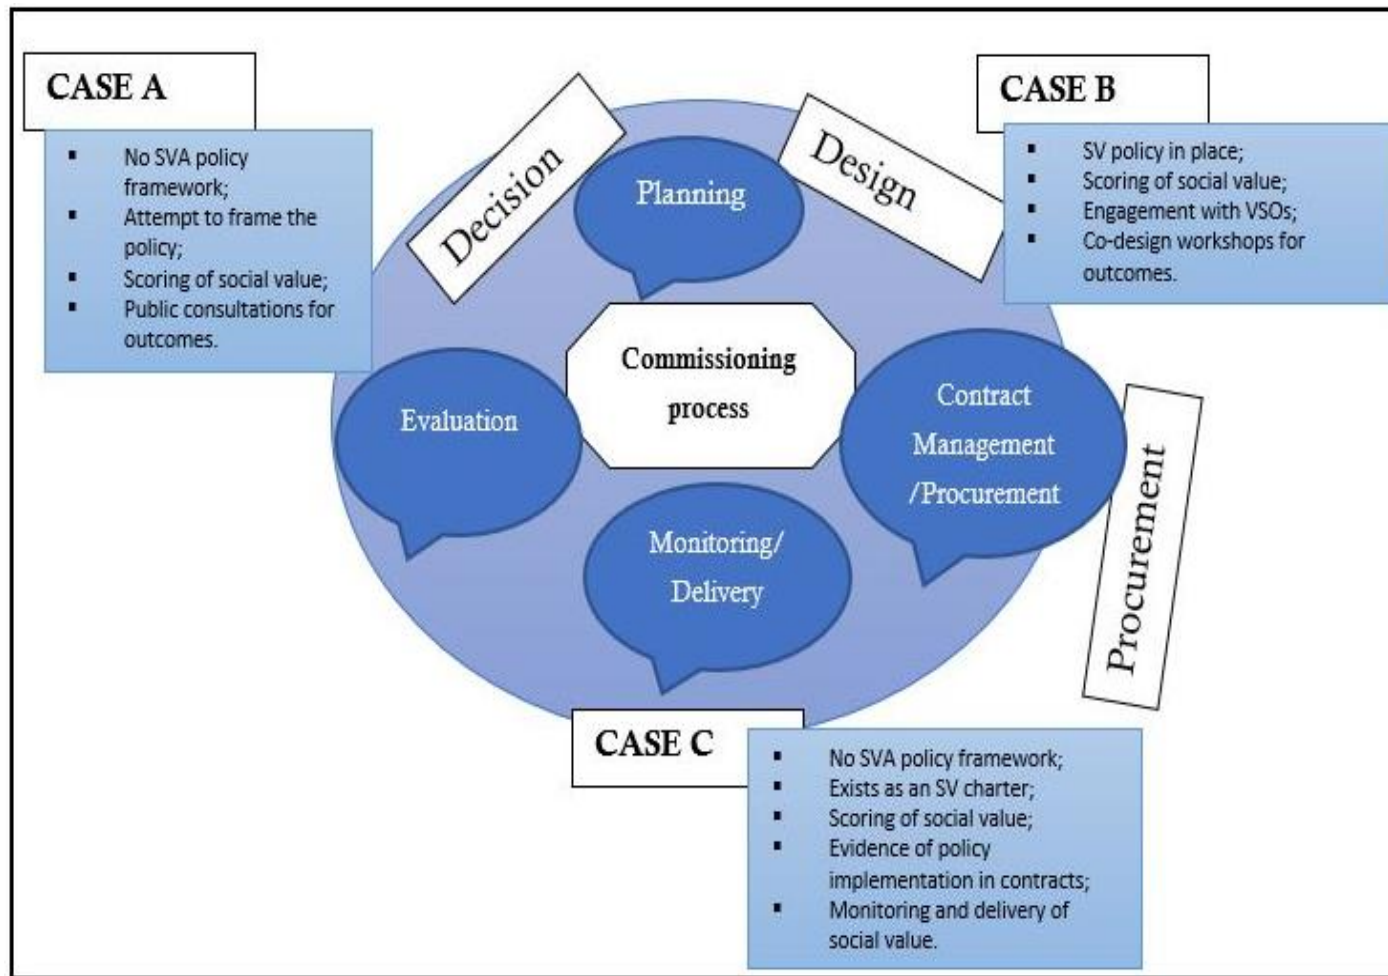 CASE A
▪ No SVA policy
framework;
▪ Attempt to frame the
policy;
▪ Scoring of social value;
▪ Public consultations for
outcomes.
Decision
Planning
Design
CASE B
▪ SV policy in place;
▪ Scoring of social value;
▪ Engagement with VSOs;
▪ Co-design workshops for
outcomes.
Commissioning
process
Evaluation
Contract
Management
/Procurement
Procurement
Monitoring/
Delivery
CASE C
▪ No SVA policy framework;
▪ Exists as an SV charter;
▪ Scoring of social value;
▪ Evidence of policy
implementation in contracts;
▪ Monitoring and delivery of
social value.